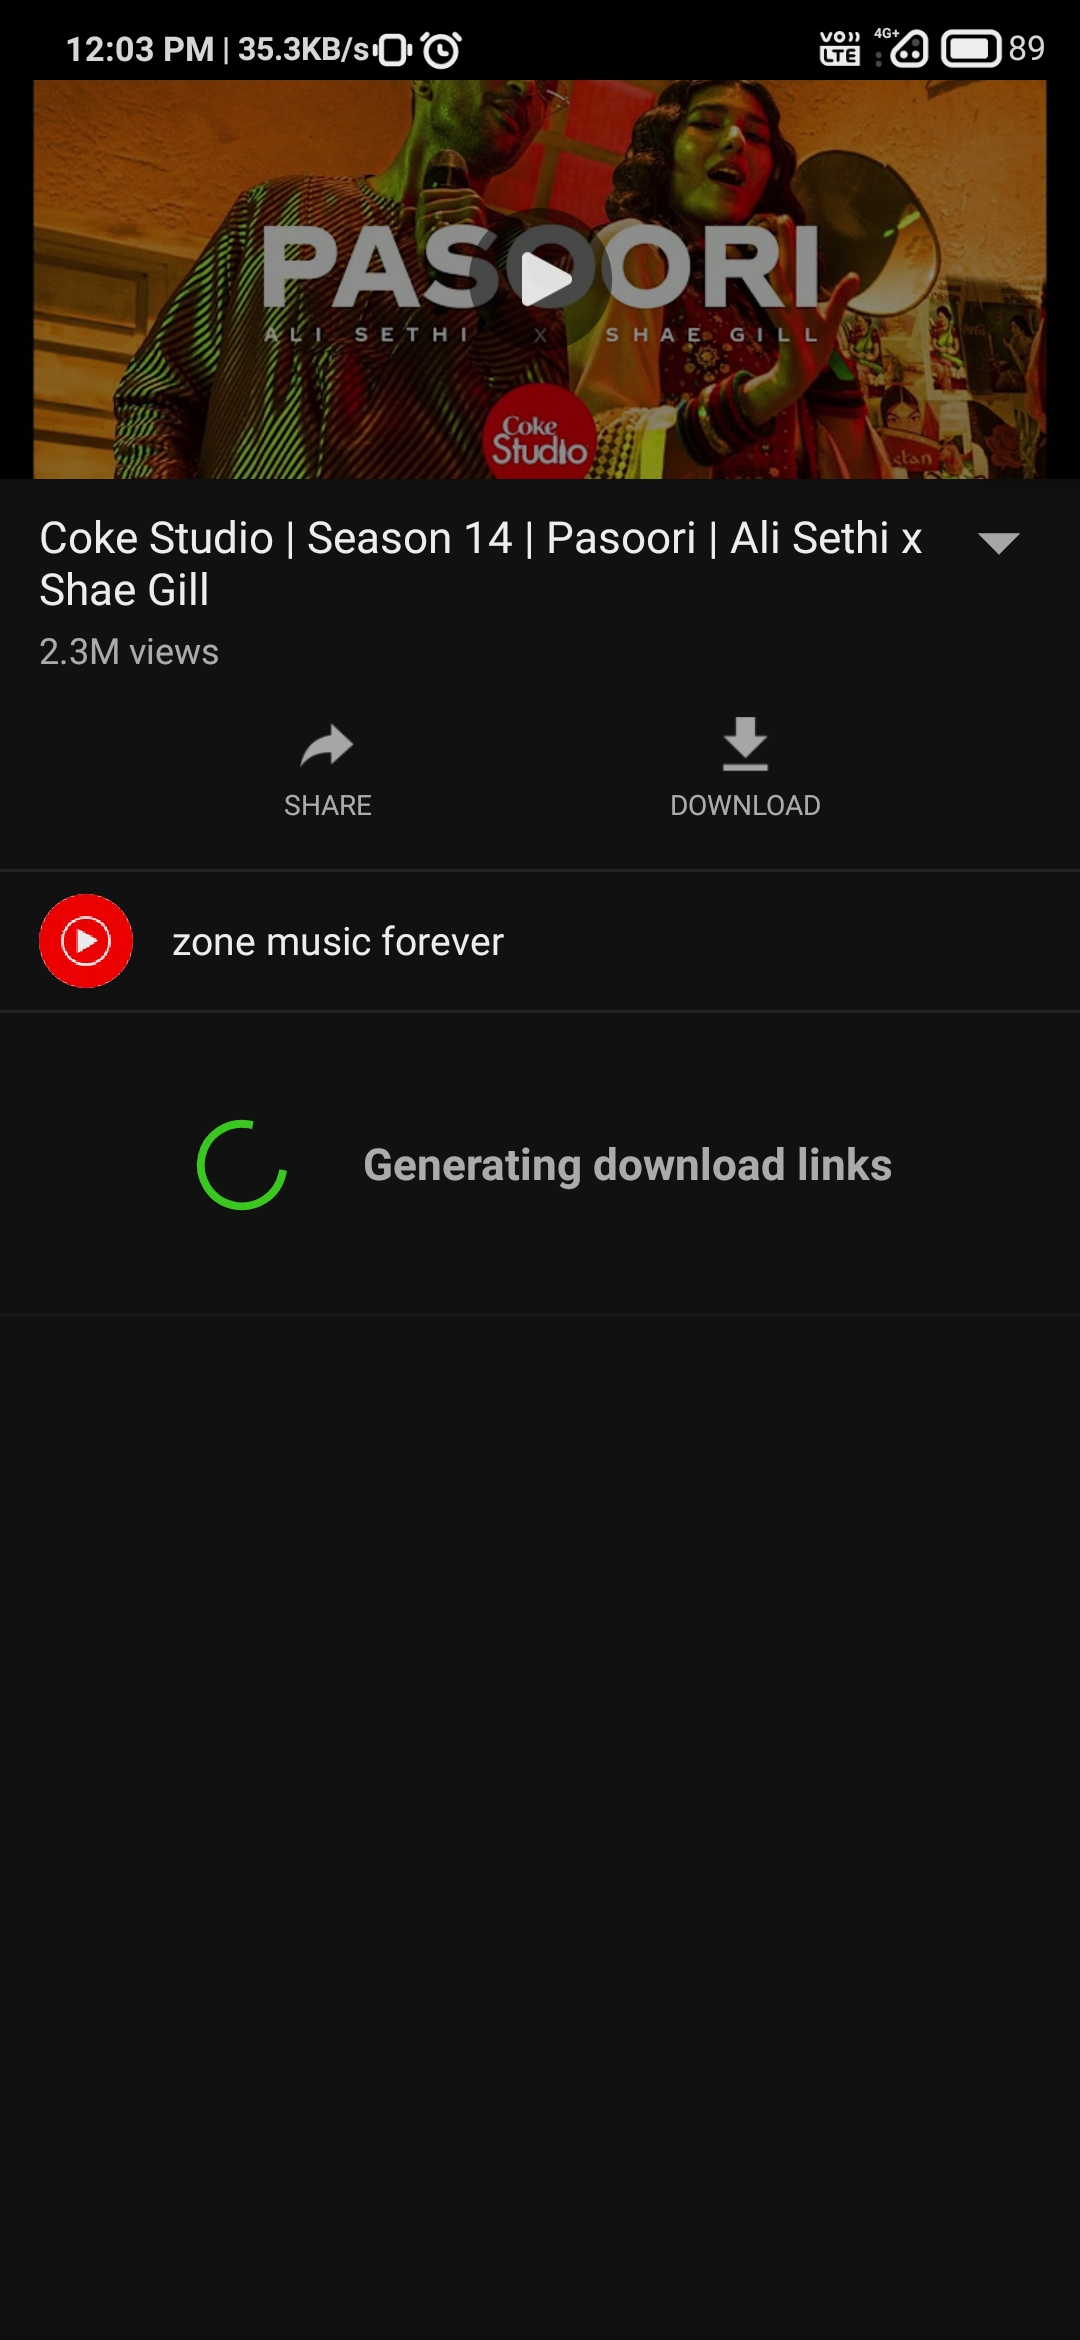 12:03 PM | 35.3KB/s
VO LTE 4G+ 89
PASOORI
ALI SETHI X SHAE GILL
Coke
Studio
stan
Coke Studio | Season 14 | Pasoori | Ali Sethi x
Shae Gill
2.3M views
SHARE DOWNLOAD
zone music forever
Generating download links